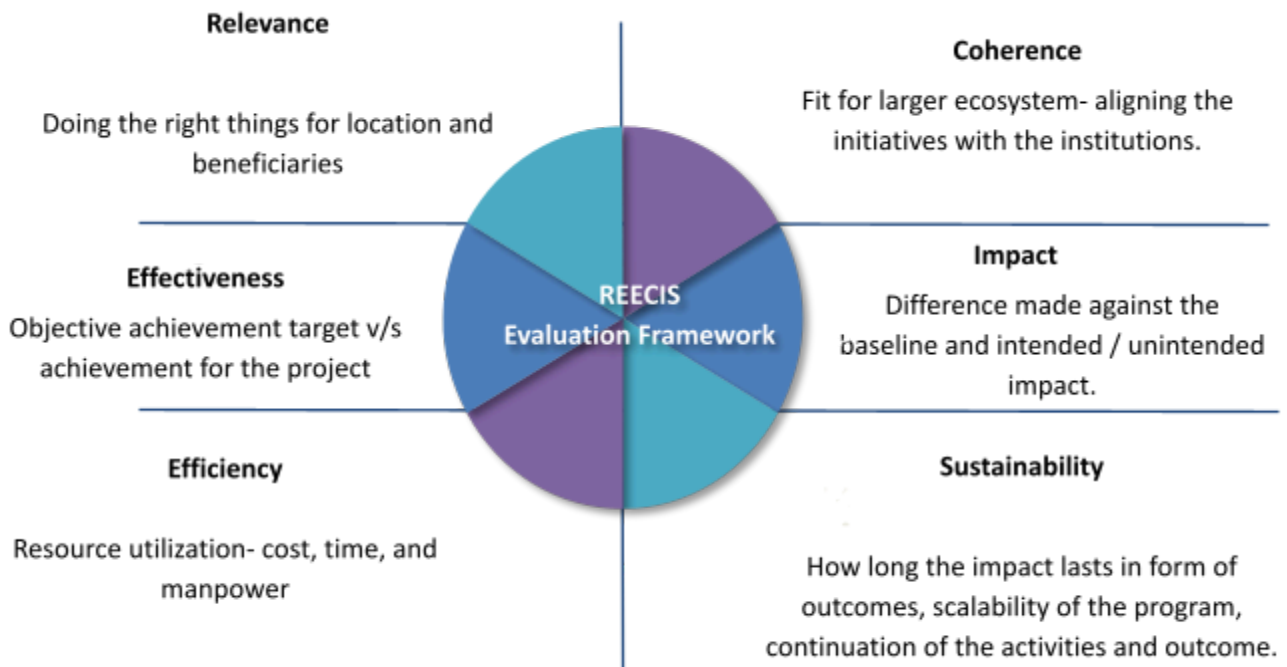 Relevance
Doing the right things for location and
beneficiaries
Effectiveness
Objective achievement target v/s
achievement for the project
Efficiency
Resource utilization- cost, time, and
manpower
REECIS
Evaluation Framework
Coherence
Fit for larger ecosystem- aligning the
initiatives with the institutions.
Impact
Difference made against the
baseline and intended / unintended
impact.
Sustainability
How long the impact lasts in form of
outcomes, scalability of the program,
continuation of the activities and outcome.